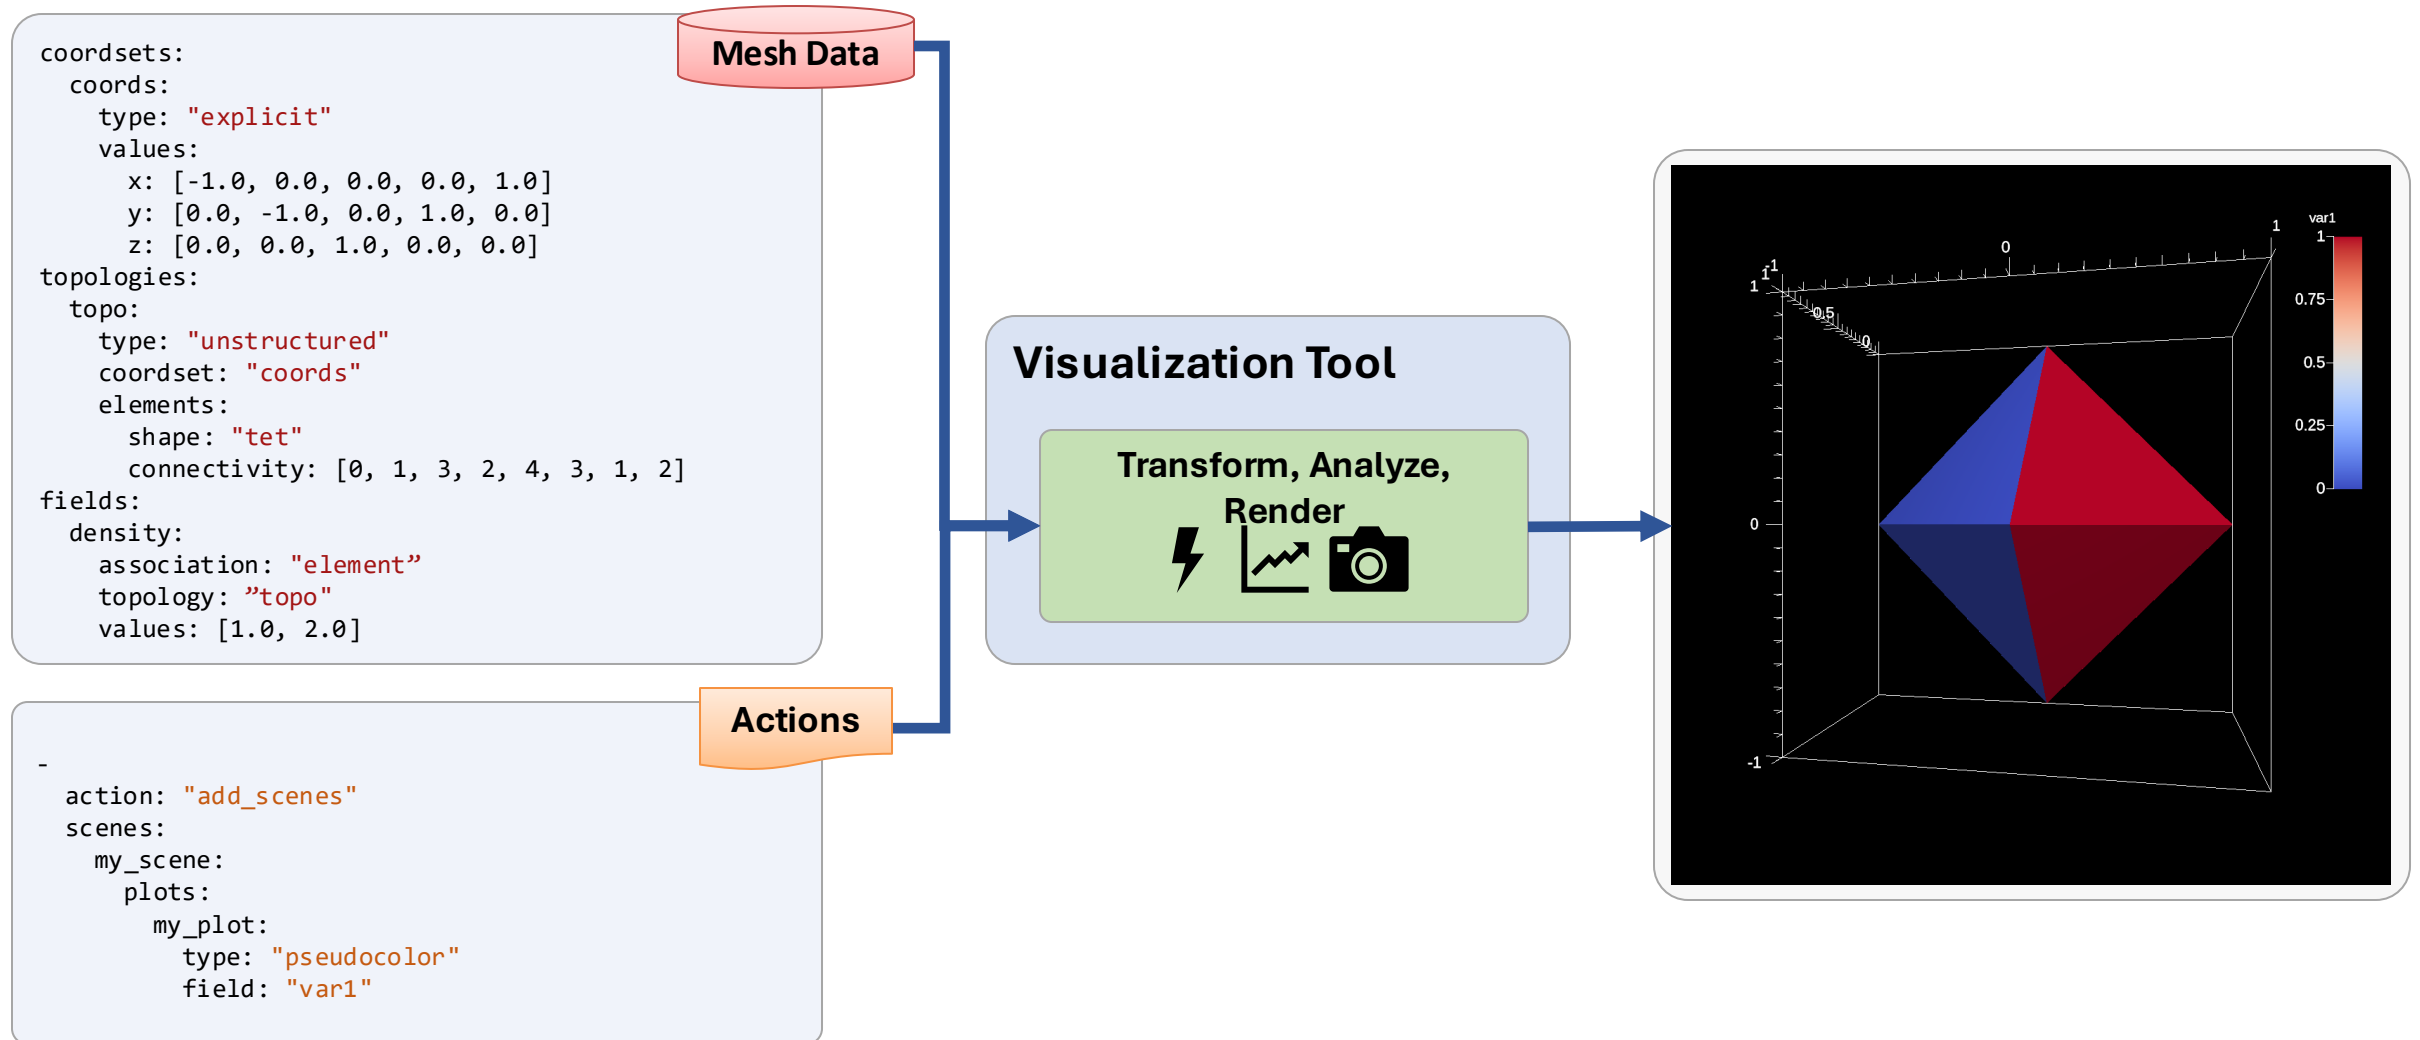 Mesh Data
coordsets:
  coords:
    type: "explicit"
    values:
      x: [-1.0, 0.0, 0.0, 0.0, 1.0]
      y: [0.0, -1.0, 0.0, 1.0, 0.0]
      z: [0.0, 0.0, 1.0, 0.0, 0.0]
topologies:
  topo:
    type: "unstructured"
    coordset: "coords"
    elements:
      shape: "tet"
      connectivity: [0, 1, 3, 2, 4, 3, 1, 2]
fields:
  density:
    association: "element”
    topology: ”topo"
    values: [1.0, 2.0]
Actions
-
  action: "add_scenes"
  scenes:
    my_scene:
      plots:
        my_plot:
          type: "pseudocolor"
          field: "var1"
Visualization Tool
Transform, Analyze,
Render
-1
0
1
1
0.5
0
1
0
-1
var1
1
0.75
0.5
0.25
0